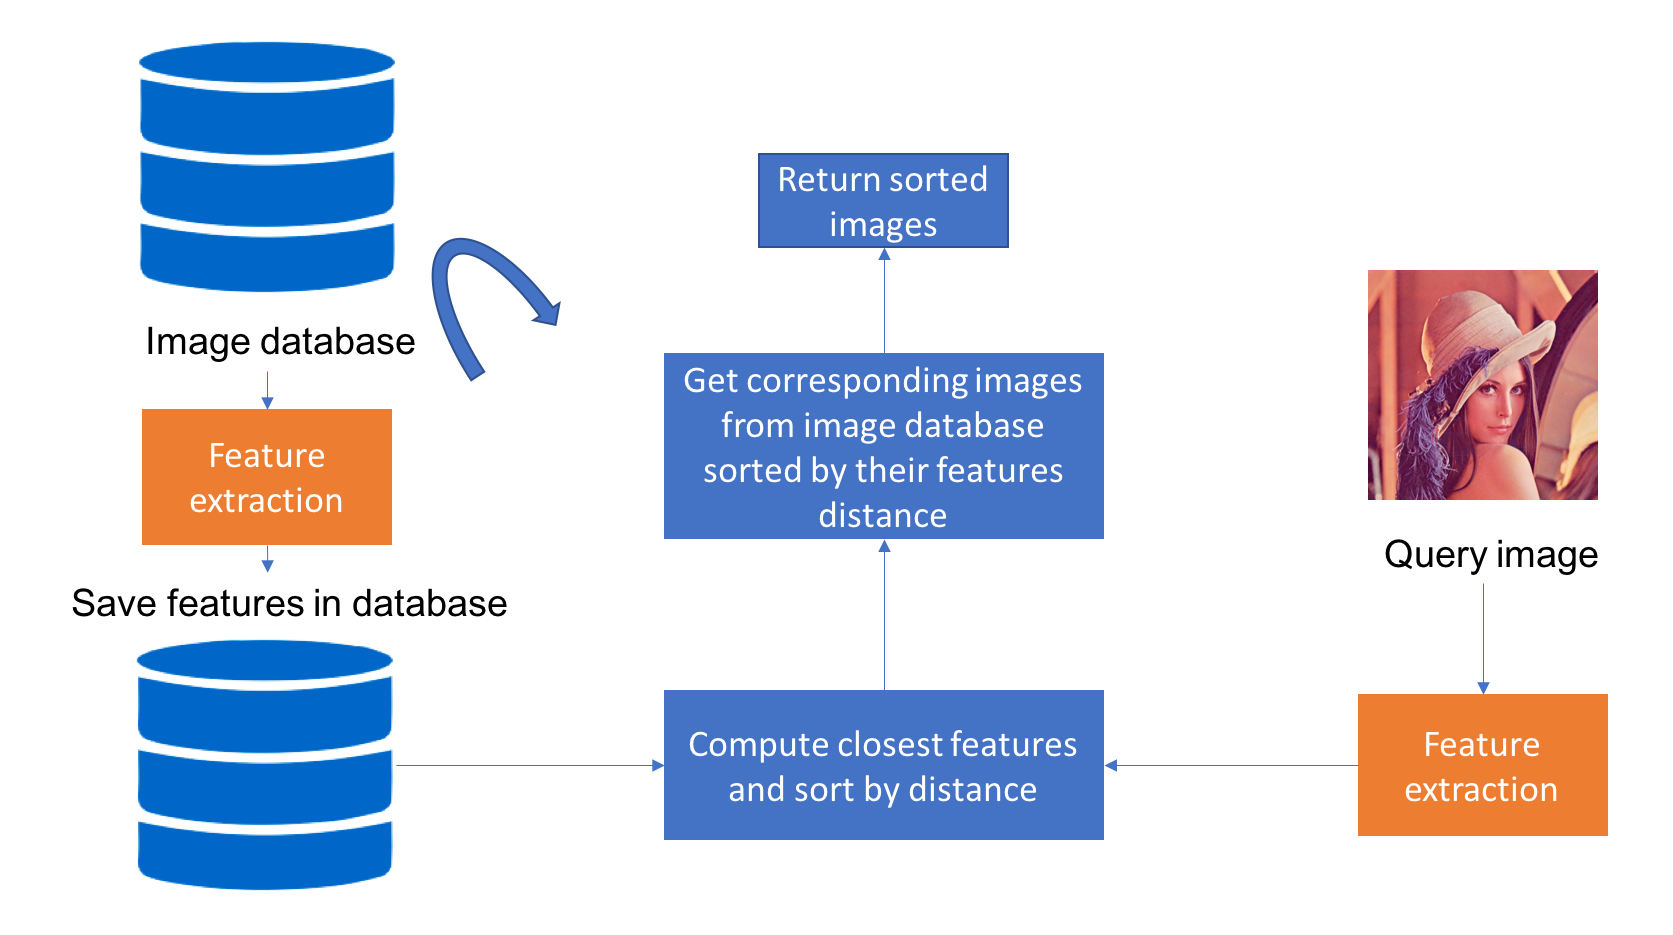 Image database
Feature
extraction
Save features in database
Return sorted
images
Get corresponding images
from image database
sorted by their features
distance
Compute closest features
and sort by distance
Query image
Feature
extraction